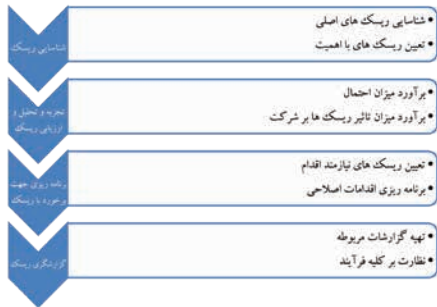 شناسایی ریسک
• شناسایی ریسک های اصلی
• تعیین ریسک های با اهمیت
تجزیه و تحلیل و
ارزیابی ریسک
• برآورد میزان احتمال
• برآورد میزان تاثیر ریسک ها بر شرکت
برنامه ریزی جهت
برخورد با ریسک
• تعیین ریسک های نیازمند اقدام
• برنامه ریزی اقدامات اصلاحی
گزارشگری ریسک
• تهیه گزارشات مربوطه
• نظارت بر کلیه فرآیند